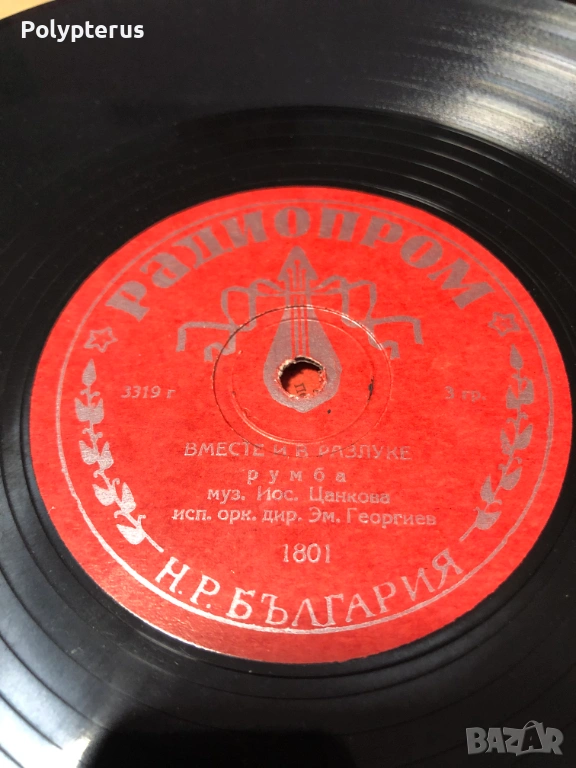 Polypterus
РАДИОПРОМ
3319 г
3 гр.
ВМЕСТЕ И В РАЗЛУКЕ
румба
муз. Иос. Цанкова
исп. орк. дир. Эм. Георгиев
1801
Н.Р.БЪЛГАРИЯ
BAZAR